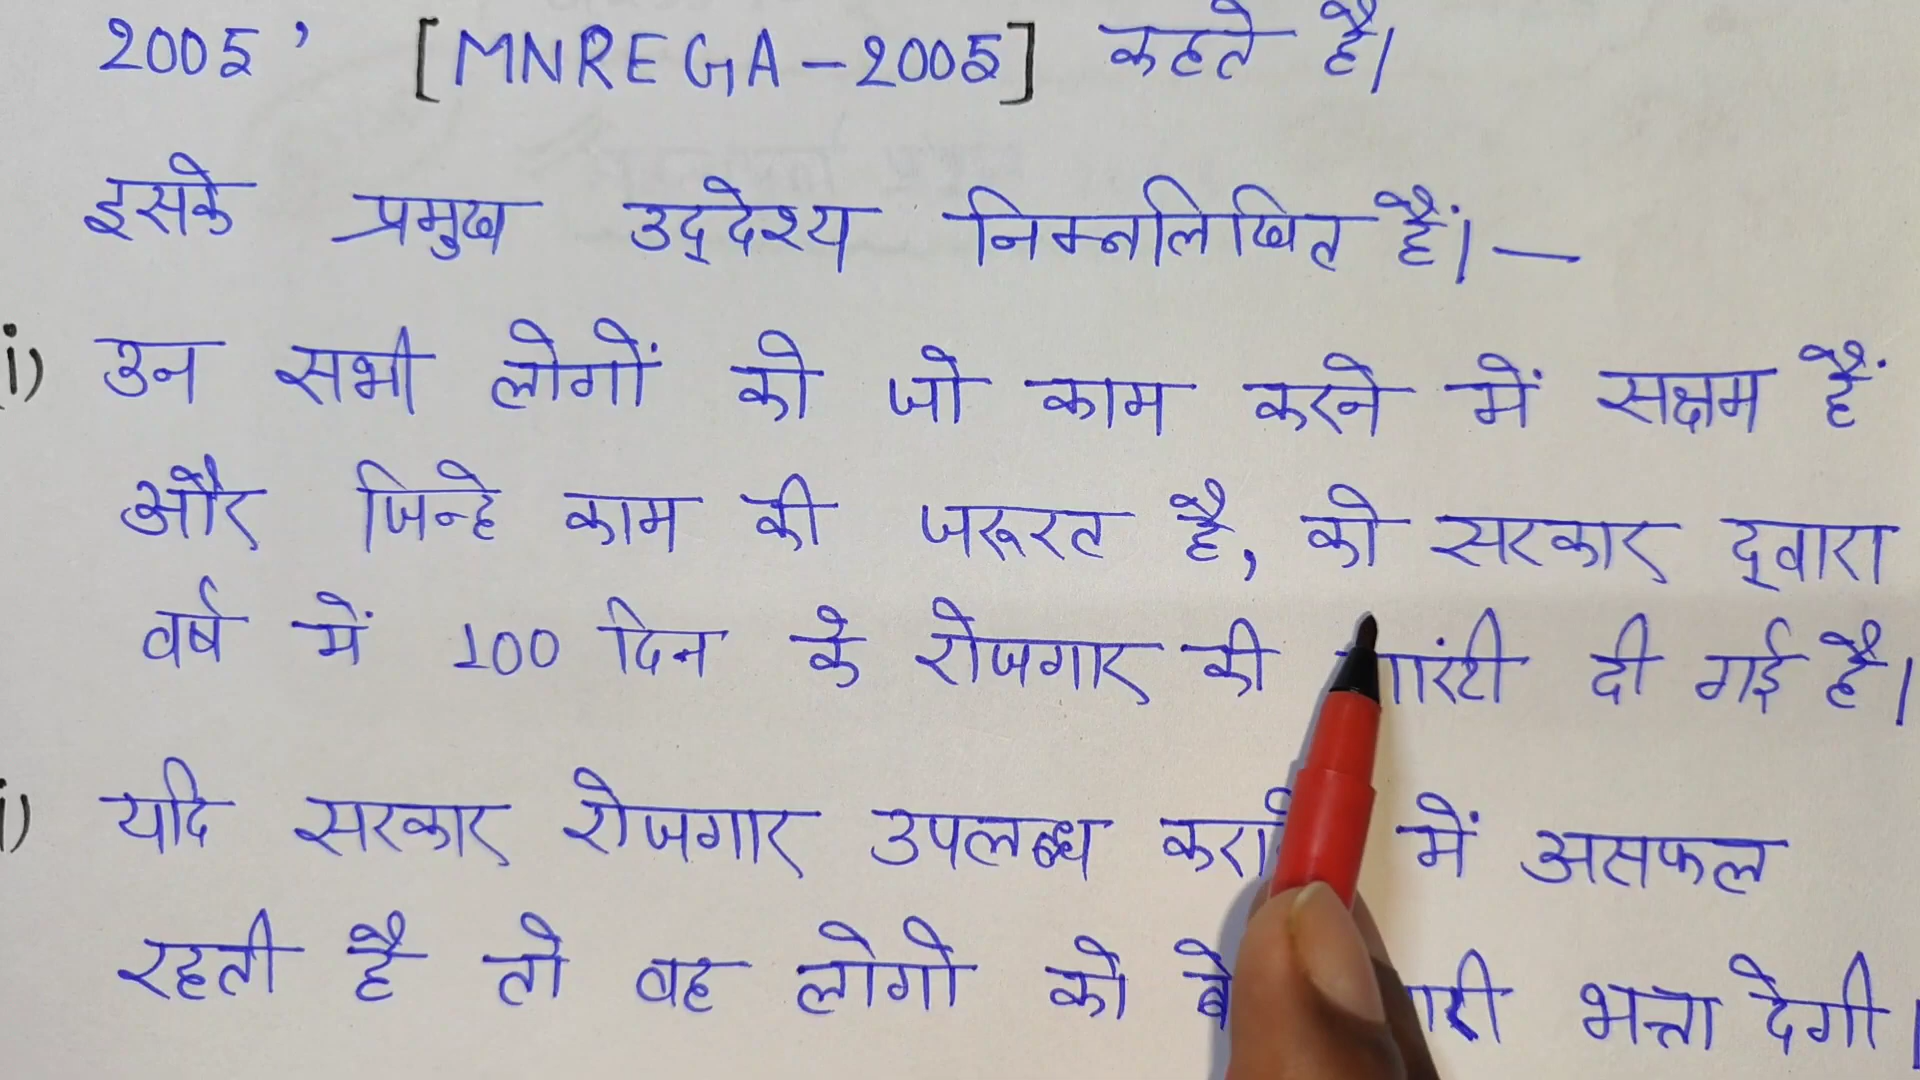 2005’ [MNREGA-2005] कहते है।
इसके प्रमुख उद्देश्य निम्नलिखित हैं।-
i) उन सभी लोगों को जो काम करने में सक्षम हैं
और जिन्हे काम की जरूरत है, को सरकार द्वारा
वर्ष में 100 दिन के रोजगार की गारंटी दी गई है।
i) यदि सरकार रोजगार उपलब्ध में असफल
रहती है तो वह लोगो को भत्ता देगी।